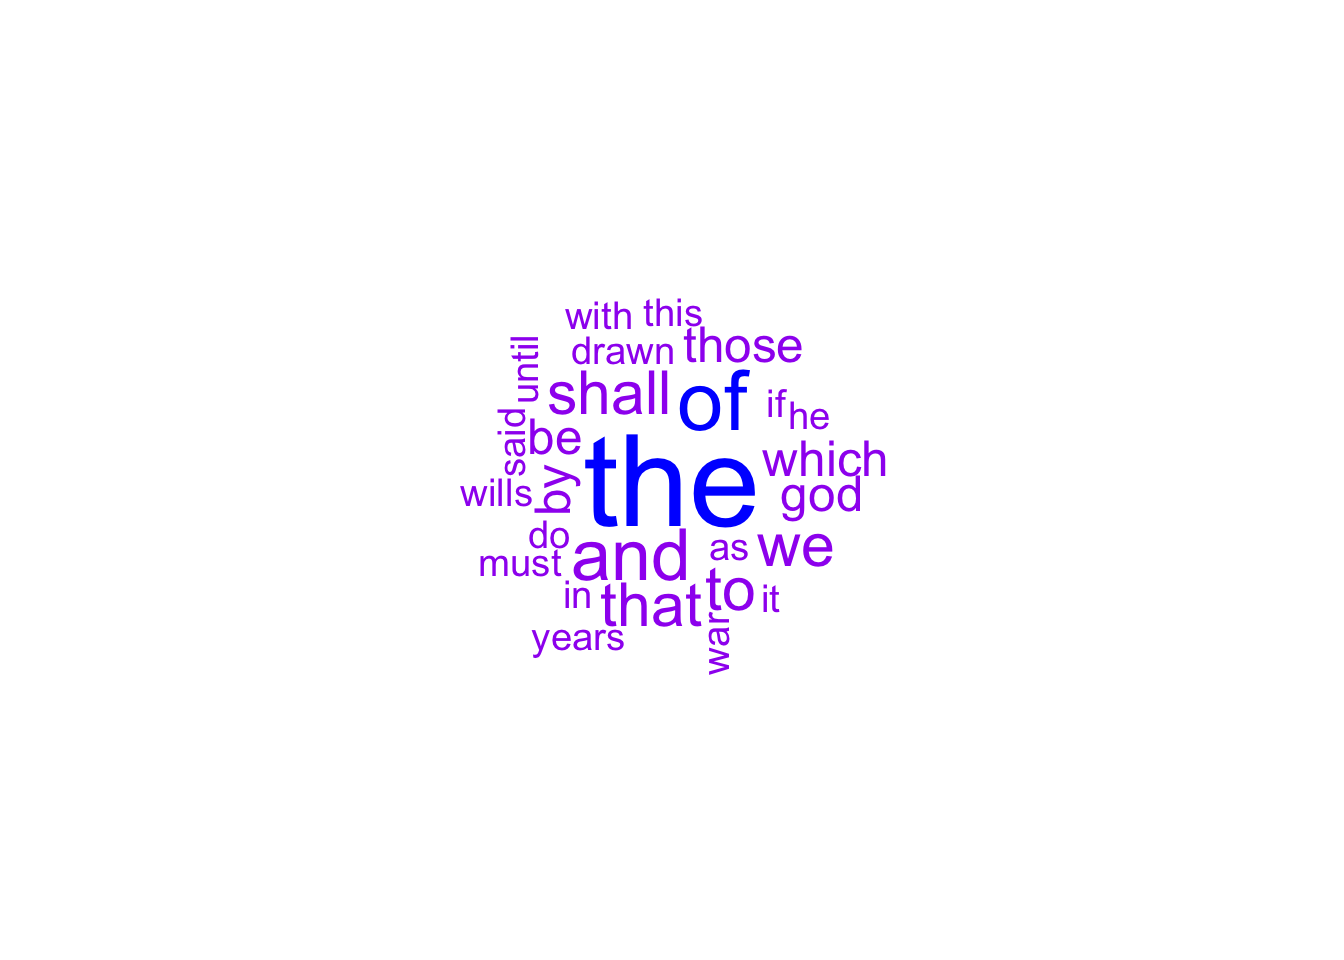 with this
drawn those
until
shall of if he
said be the which
wills by god
do and as we
must
in that to it
years war